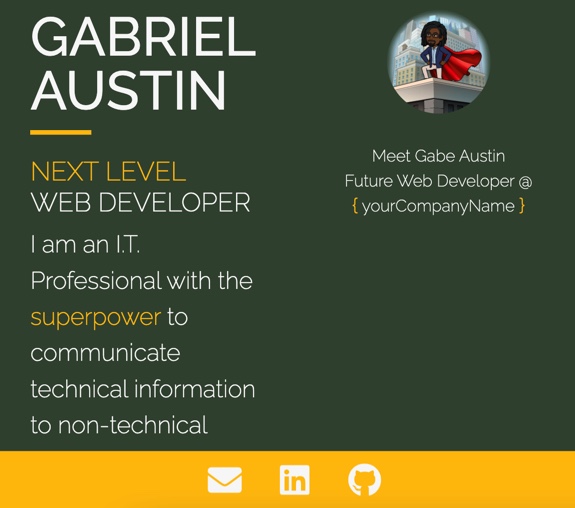 GABRIEL
AUSTIN
NEXT LEVEL
WEB DEVELOPER
I am an I.T.
Professional with the
superpower to
communicate
technical information
to non-technical
Meet Gabe Austin
Future Web Developer @
{ yourCompanyName }
in